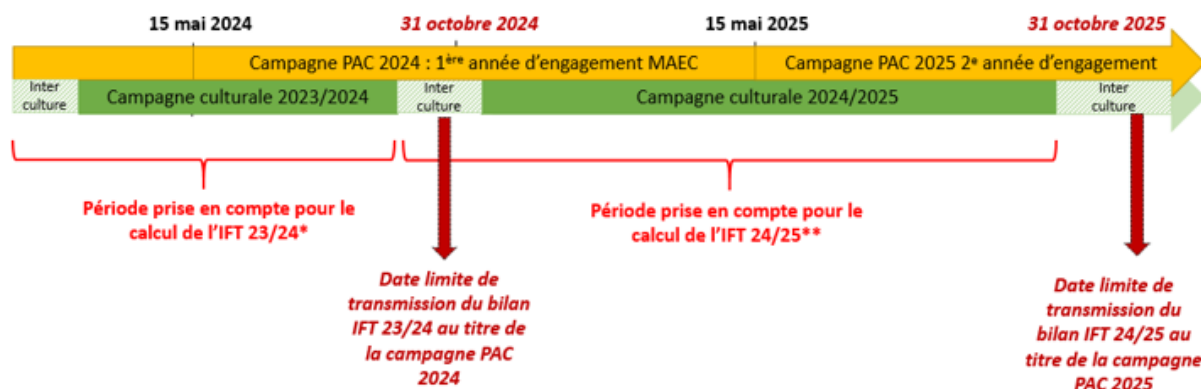 15 mai 2024
31 octobre 2024
15 mai 2025
31 octobre 2025
Campagne PAC 2024 : 1ère année d'engagement MAEC
Campagne PAC 2025 2e année d'engagement
Inter
culture
Campagne culturale 2023/2024
Inter
culture
Campagne culturale 2024/2025
Inter
culture
Période prise en compte pour le
calcul de l'IFT 23/24*
Période prise en compte pour le
calcul de l'IFT 24/25**
Date limite de
transmission du bilan
IFT 23/24 au titre de
la campagne PAC
2024
Date limite de
transmission du
bilan IFT 24/25 au
titre de la campagne
PAC 2025